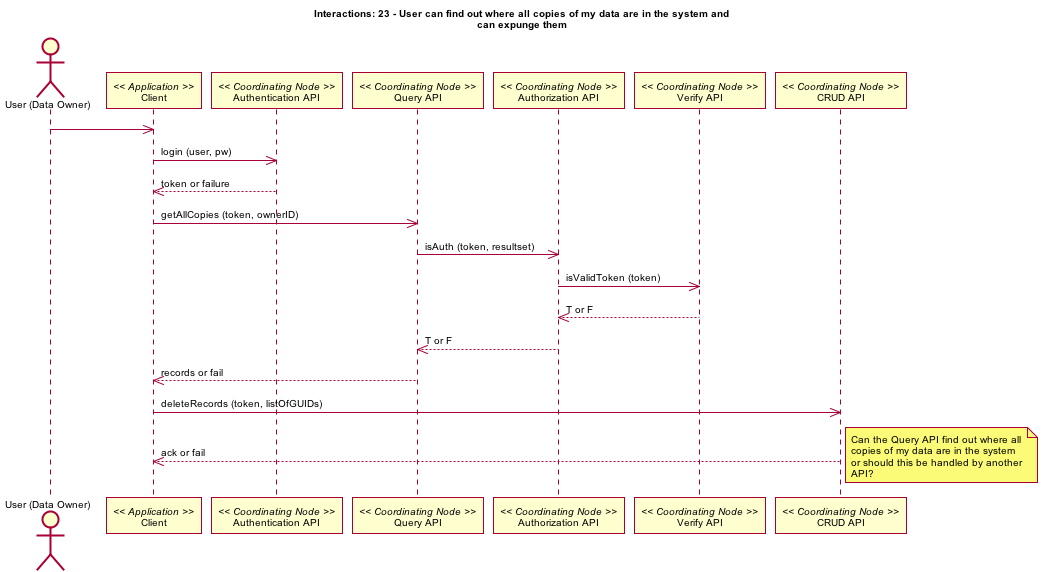 Interactions: 23 - User can find out where all copies of my data are in the system and
can expunge them
User (Data Owner)
<< Application >>
Client
<< Coordinating Node >>
Authentication API
<< Coordinating Node >>
Query API
<< Coordinating Node >>
Authorization API
<< Coordinating Node >>
Verify API
<< Coordinating Node >>
CRUD API
login (user, pw)
token or failure
getAllCopies (token, ownerID)
isAuth (token, resultset)
isValidToken (token)
T or F
T or F
records or fail
deleteRecords (token, listOfGUIDs)
Can the Query API find out where all
copies of my data are in the system
or should this be handled by another
API?
ack or fail
User (Data Owner)
<< Application >>
Client
<< Coordinating Node >>
Authentication API
<< Coordinating Node >>
Query API
<< Coordinating Node >>
Authorization API
<< Coordinating Node >>
Verify API
<< Coordinating Node >>
CRUD API